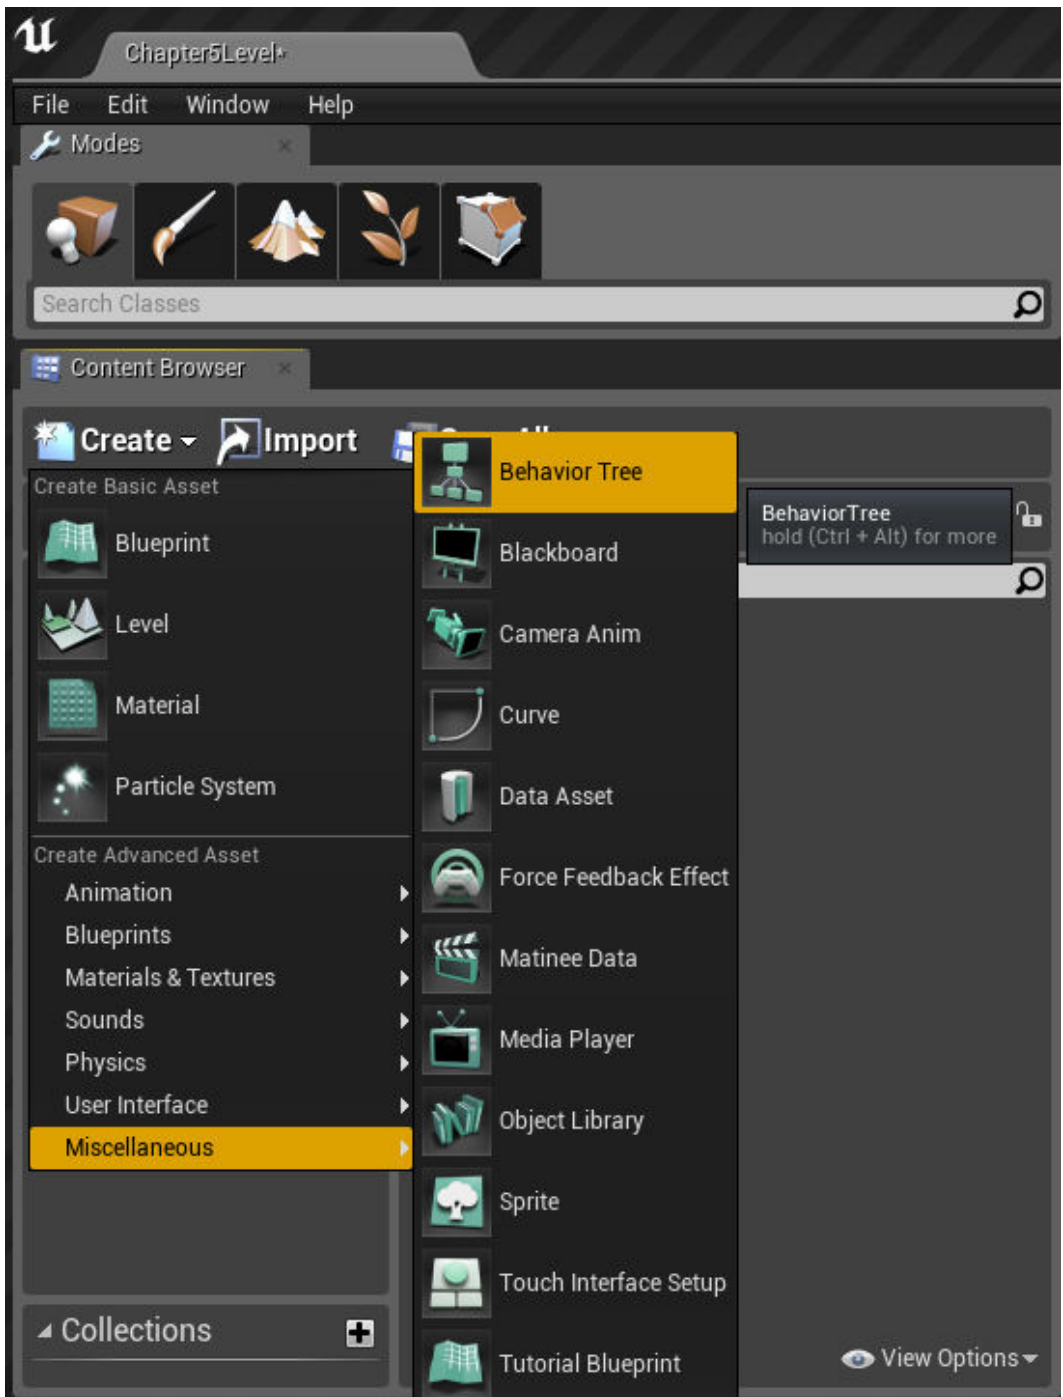 Chapter5Level*
File Edit Window Help
Modes
Search Classes
Content Browser
Create Import
Create Basic Asset
Blueprint
Level
Material
Particle System
Create Advanced Asset
Animation
Blueprints
Materials & Textures
Sounds
Physics
User Interface
Miscellaneous
Behavior Tree
Blackboard
Camera Anim
Curve
Data Asset
Force Feedback Effect
Matinee Data
Media Player
Object Library
Sprite
Touch Interface Setup
Tutorial Blueprint
BehaviorTree
hold (Ctrl + Alt) for more
Collections
View Options